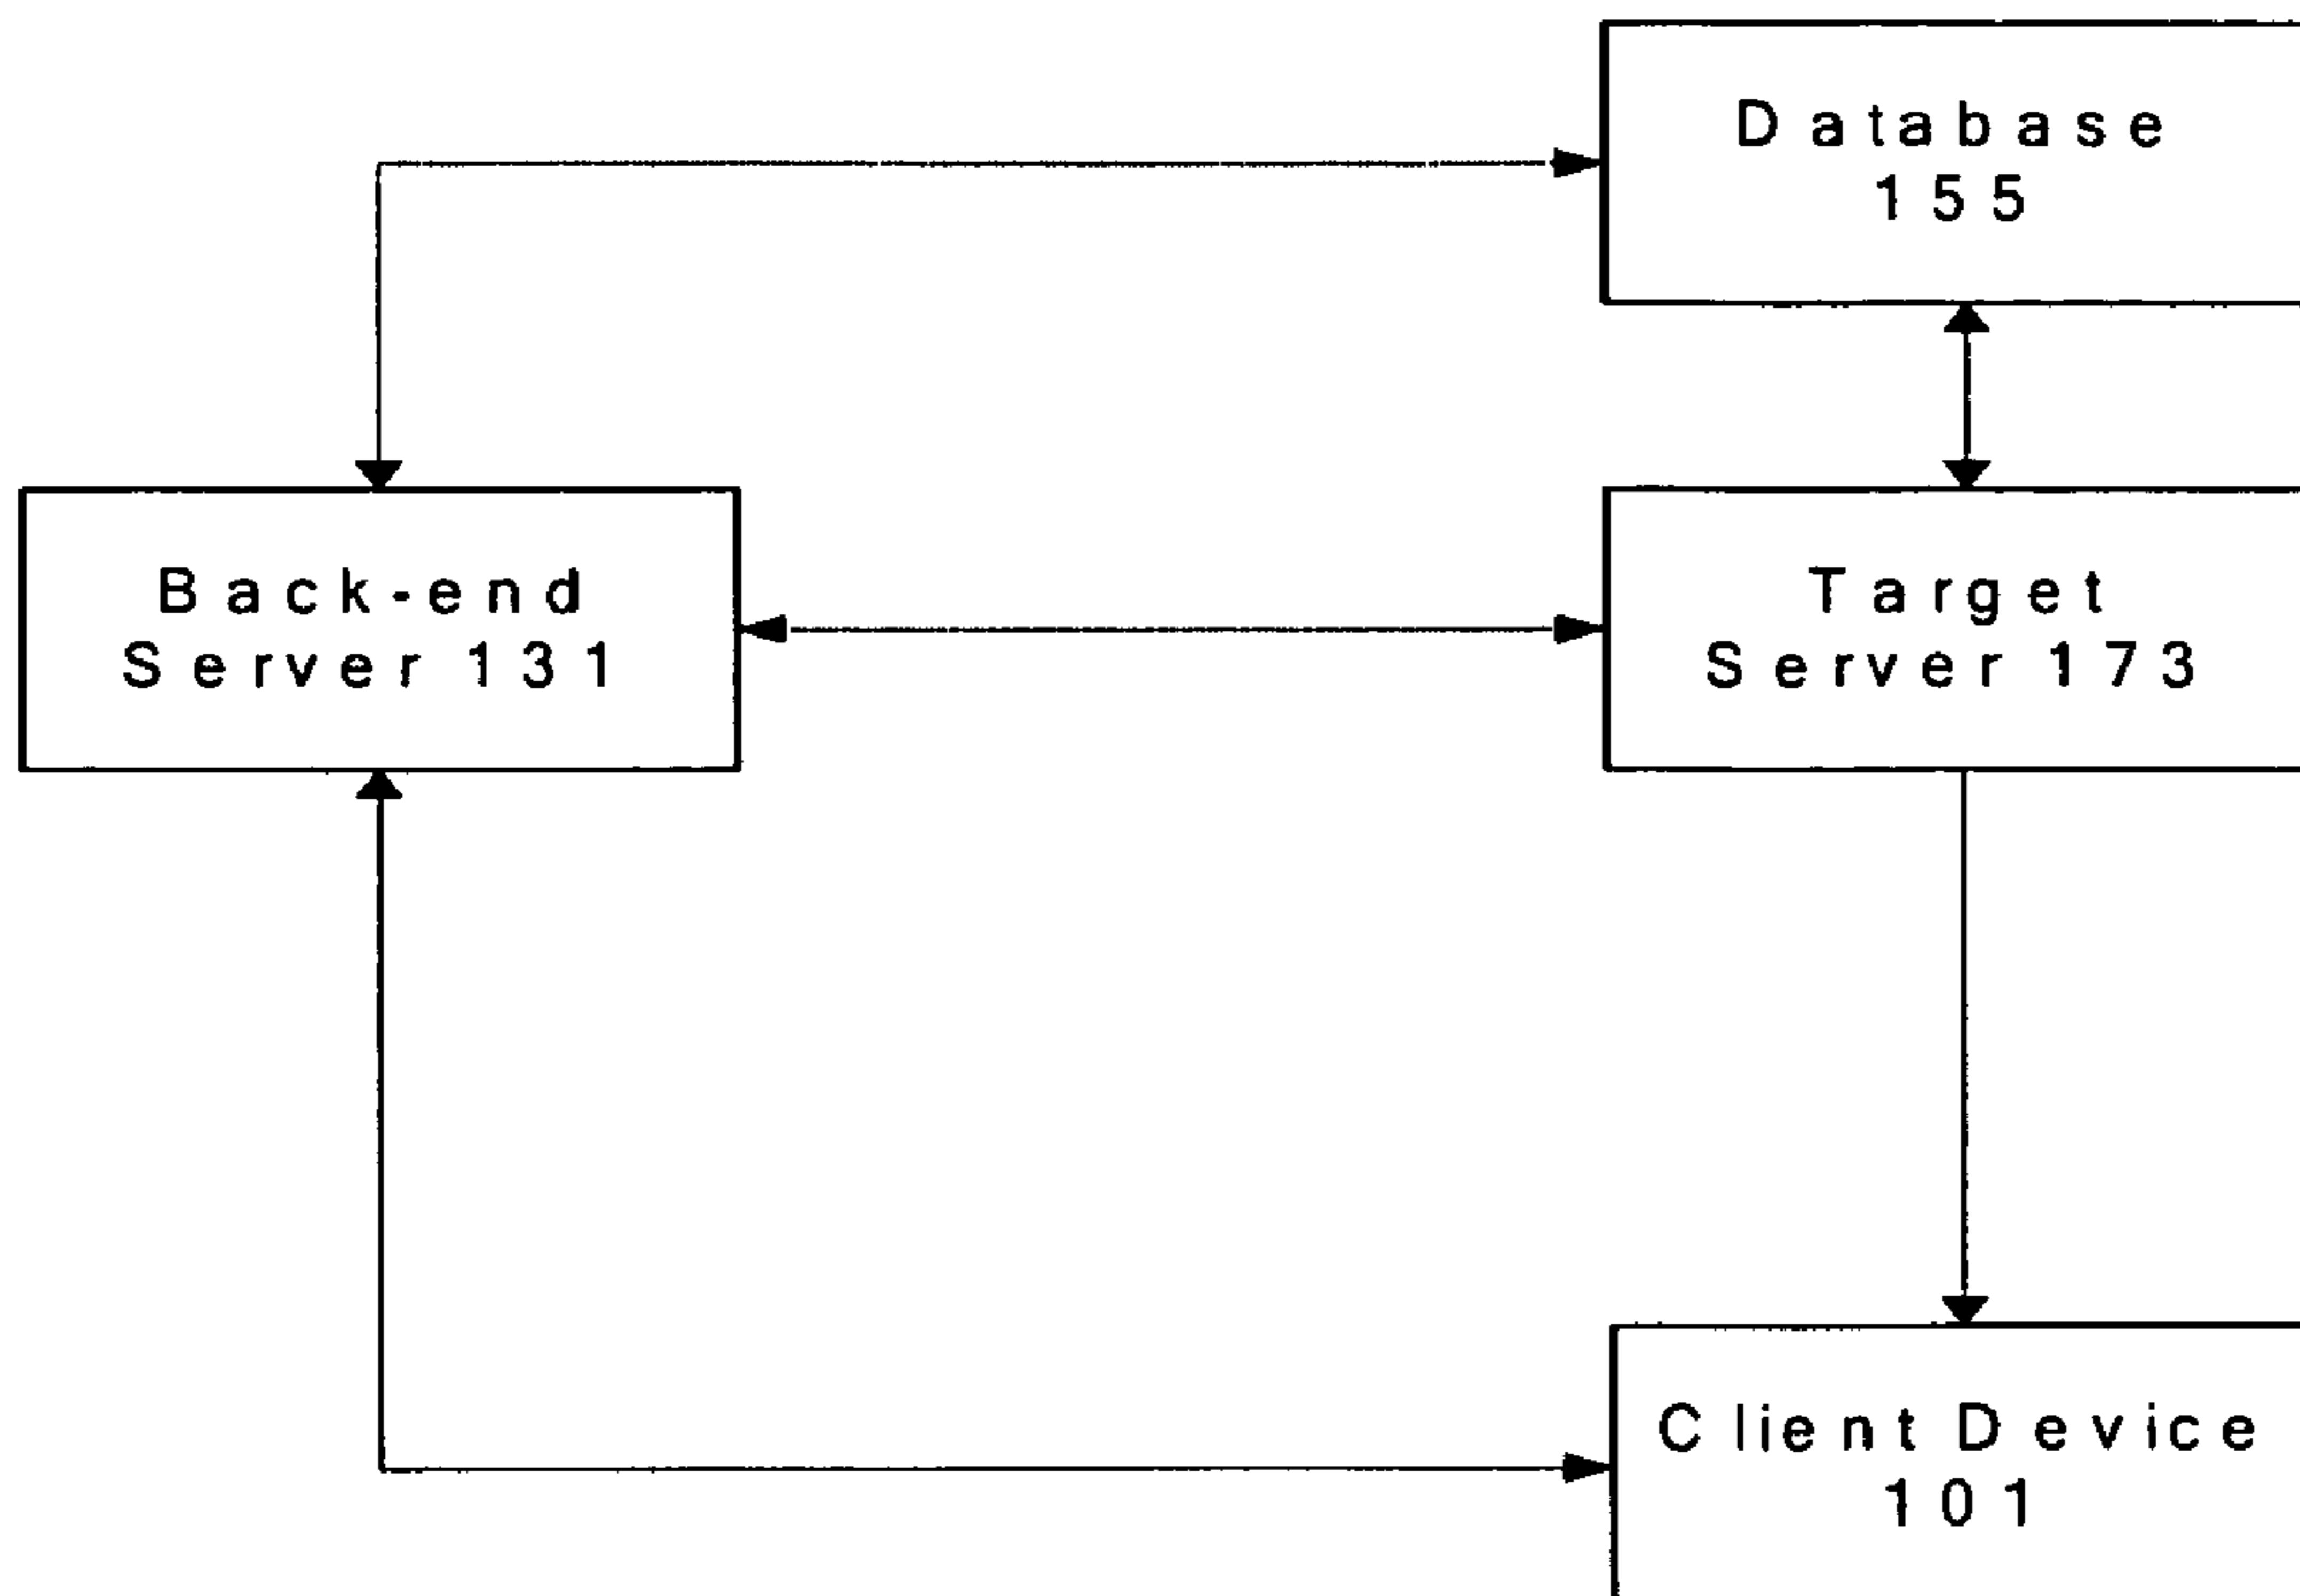 Database
155
Back-end
Server 131
Target
Server 173
Client Device
101